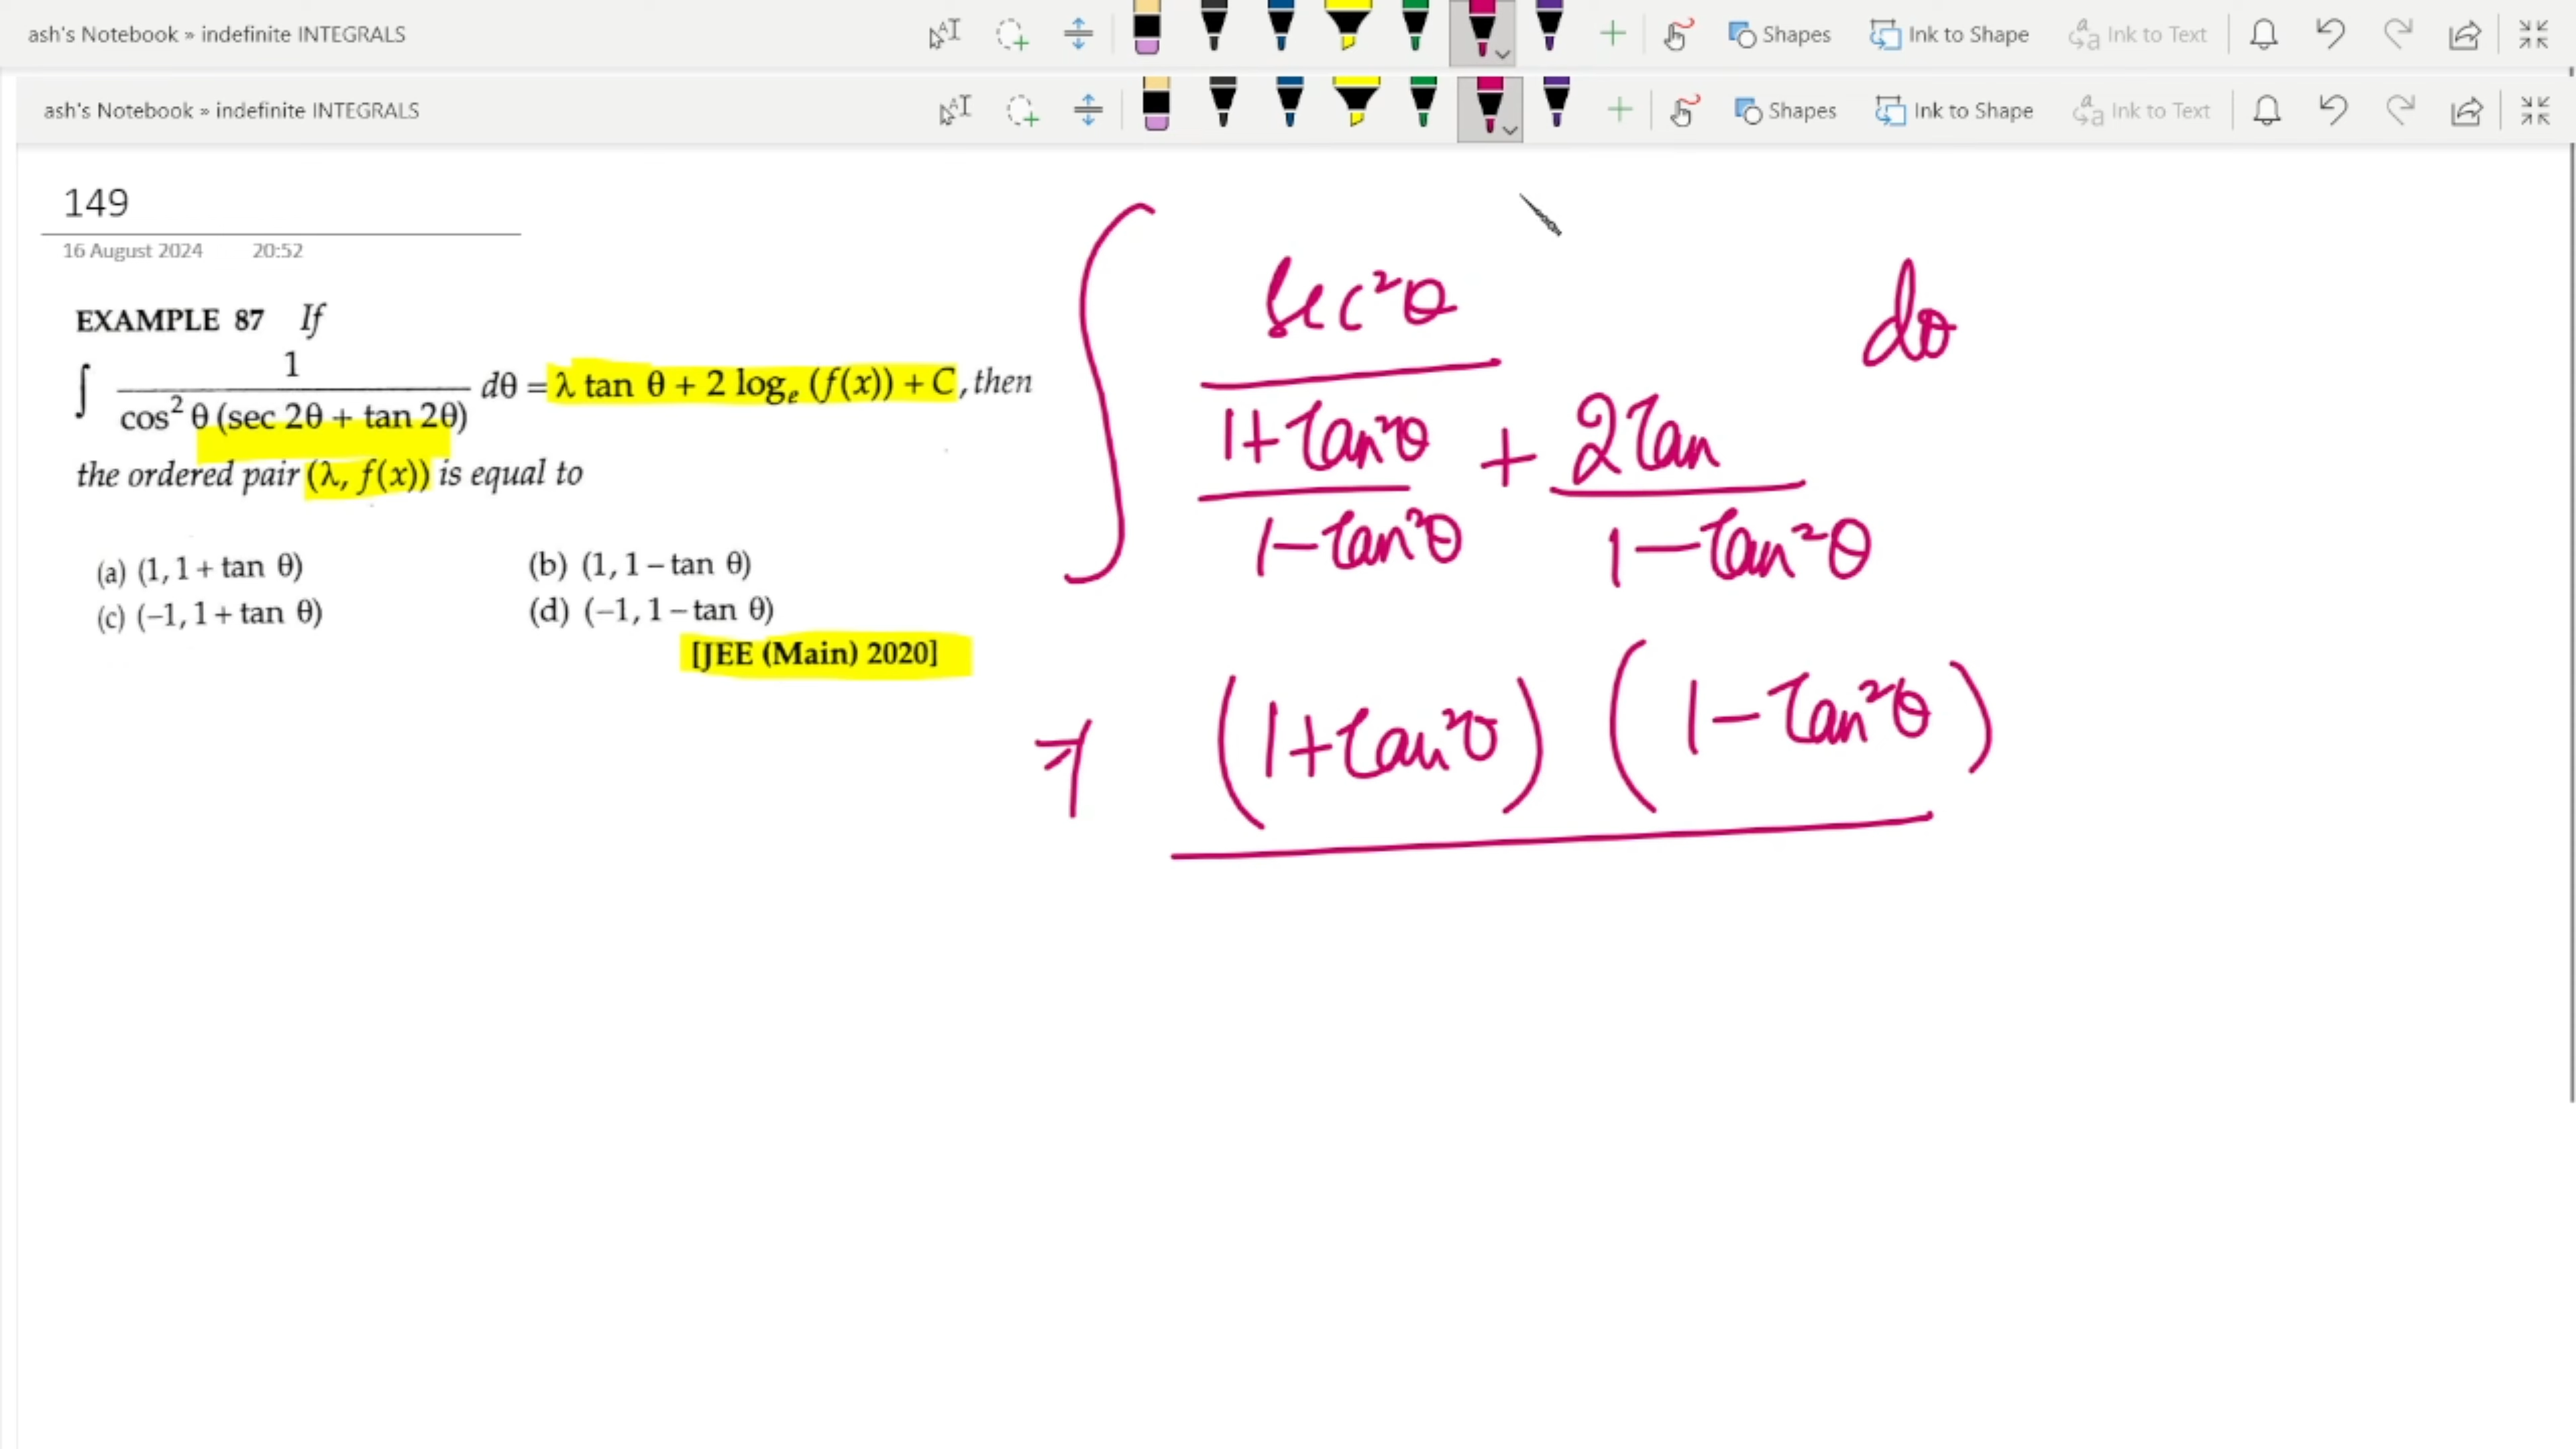 ash's Notebook » indefinite INTEGRALS
Shapes Ink to Shape Ink to Text
ash's Notebook » indefinite INTEGRALS
Shapes Ink to Shape Ink to Text
149
16 August 2024 20:52
EXAMPLE 87 If
∫ 1 / (cos² θ (sec 2θ + tan 2θ)) dθ = λ tan θ + 2 logₑ (f(x)) + C, then
the ordered pair (λ, f(x)) is equal to
(a) (1, 1 + tan θ) (b) (1, 1 – tan θ)
(c) (–1, 1 + tan θ) (d) (–1, 1 – tan θ)
[JEE (Main) 2020]
∫ sec²θ dθ
1+tan²θ + 2tan
1–tan²θ 1–tan²θ
(1+tan²θ) (1–tan²θ)